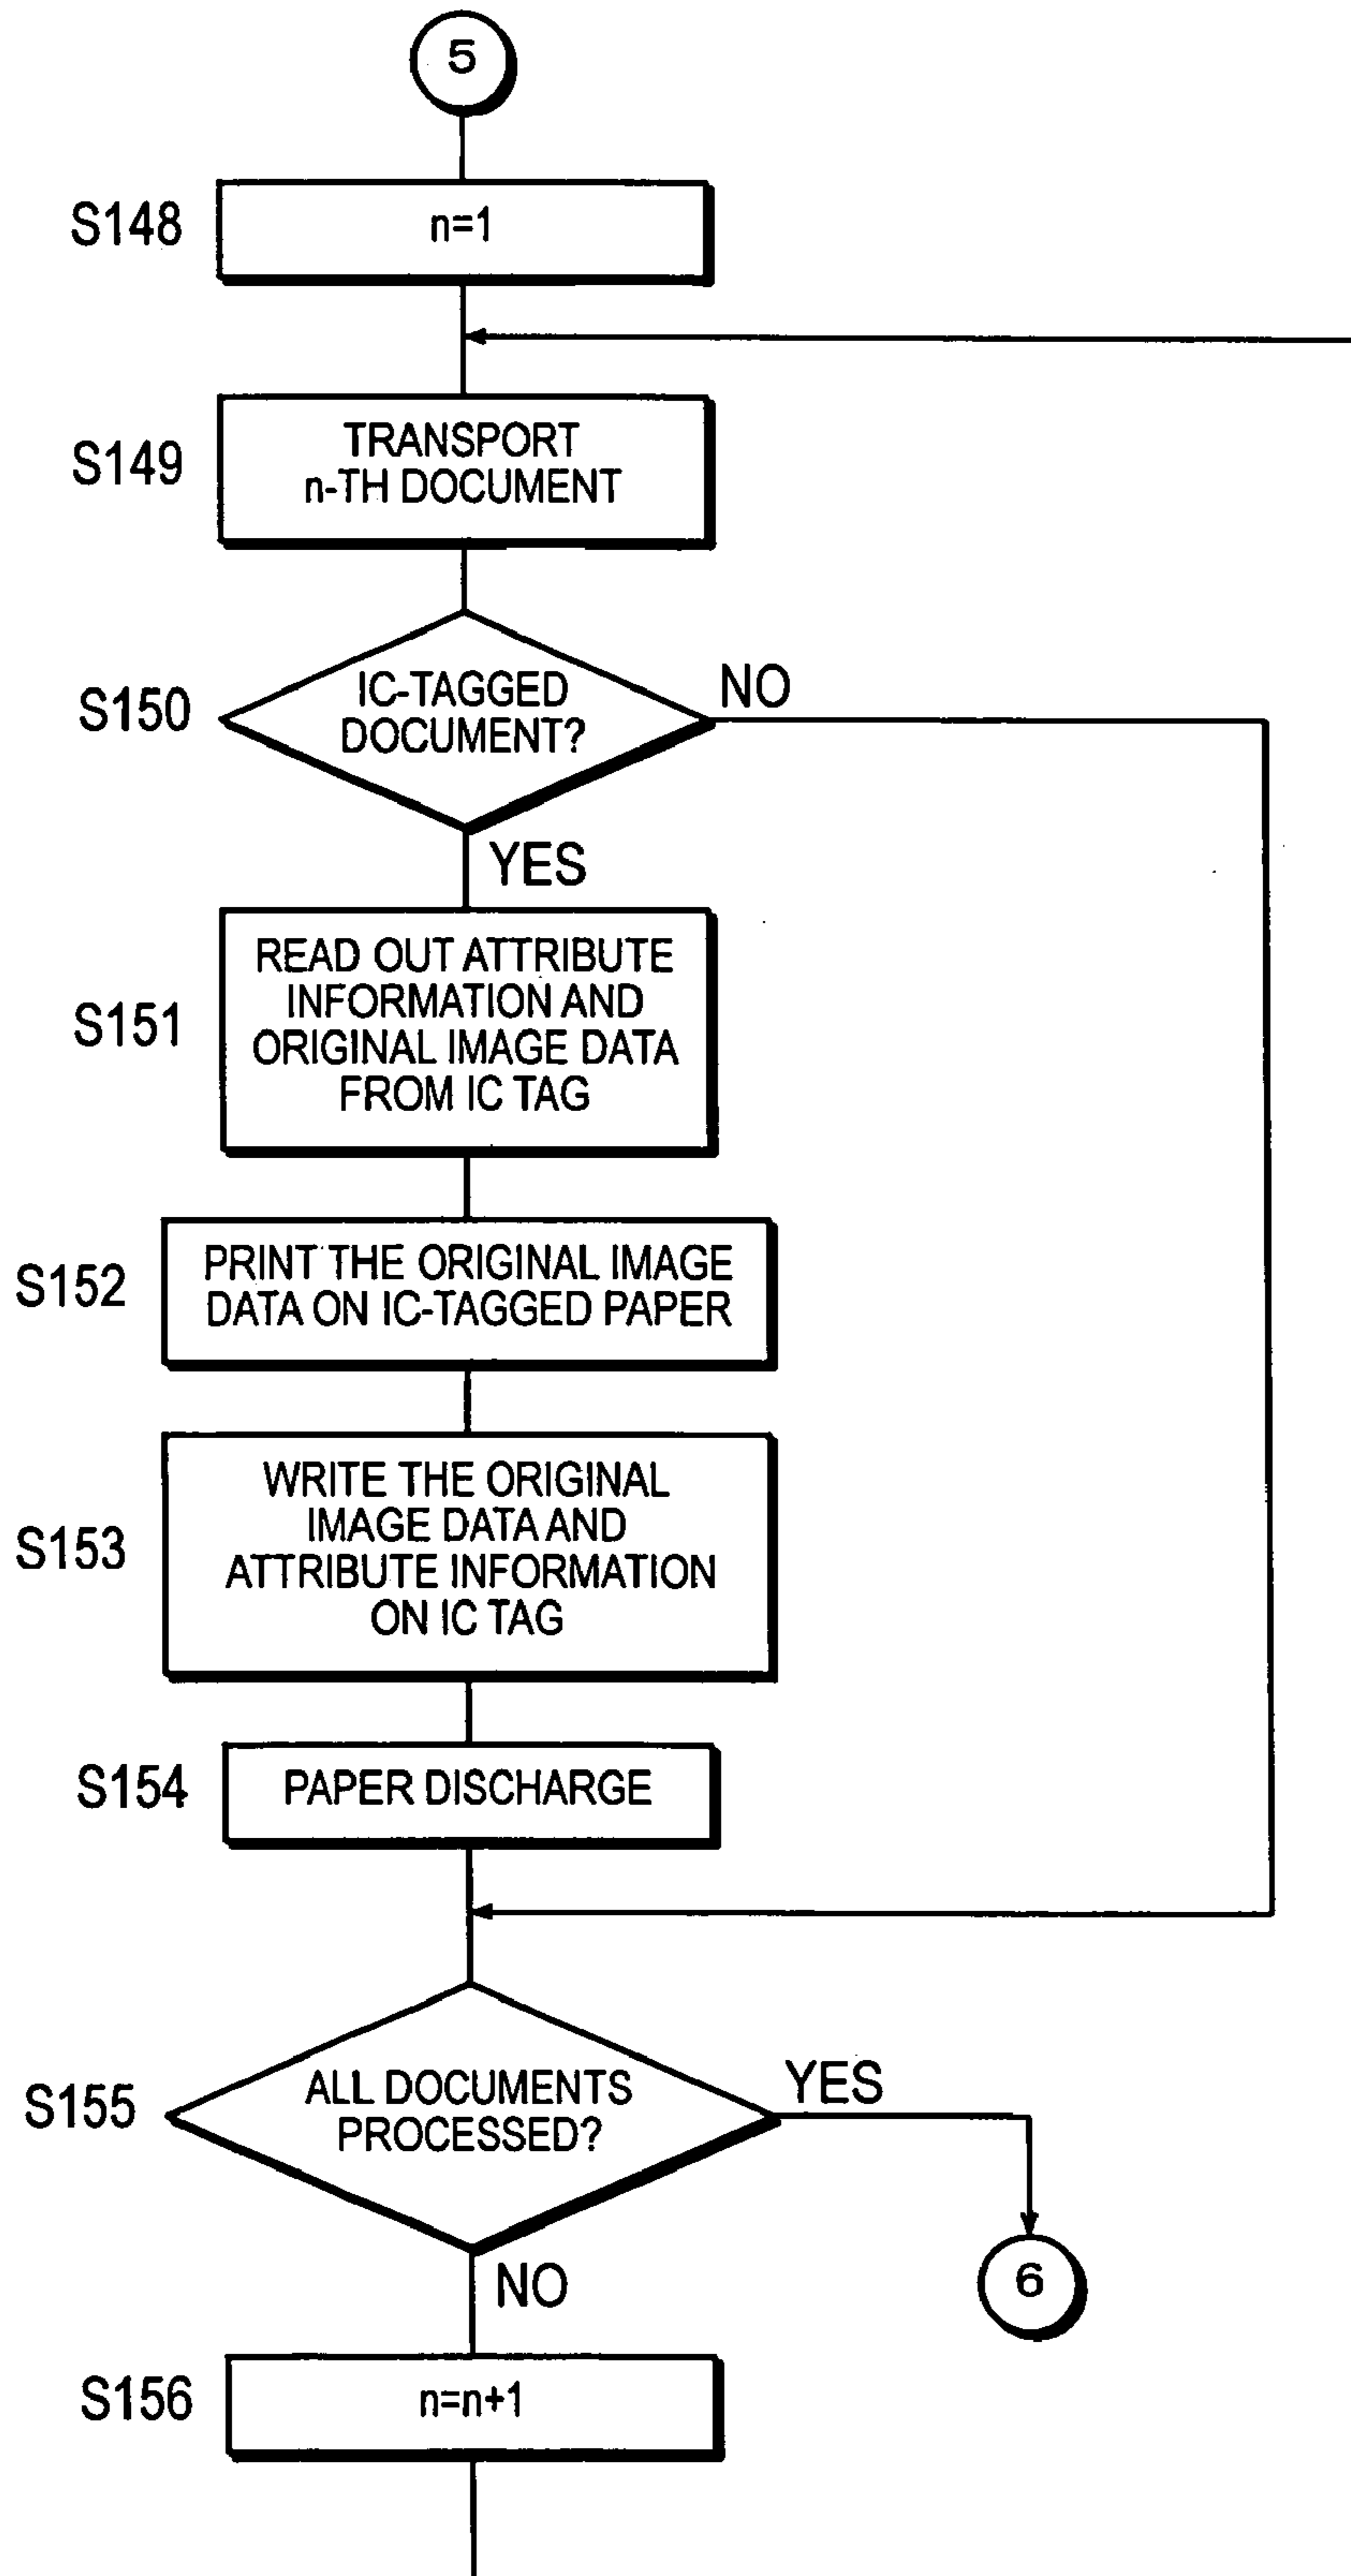 5
S148
n=1
S149
TRANSPORT
n-TH DOCUMENT
S150
IC-TAGGED
DOCUMENT?
NO
YES
S151
READ OUT ATTRIBUTE
INFORMATION AND
ORIGINAL IMAGE DATA
FROM IC TAG
S152
PRINT THE ORIGINAL IMAGE
DATA ON IC-TAGGED PAPER
S153
WRITE THE ORIGINAL
IMAGE DATA AND
ATTRIBUTE INFORMATION
ON IC TAG
S154
PAPER DISCHARGE
S155
ALL DOCUMENTS
PROCESSED?
YES
NO
6
S156
n=n+1